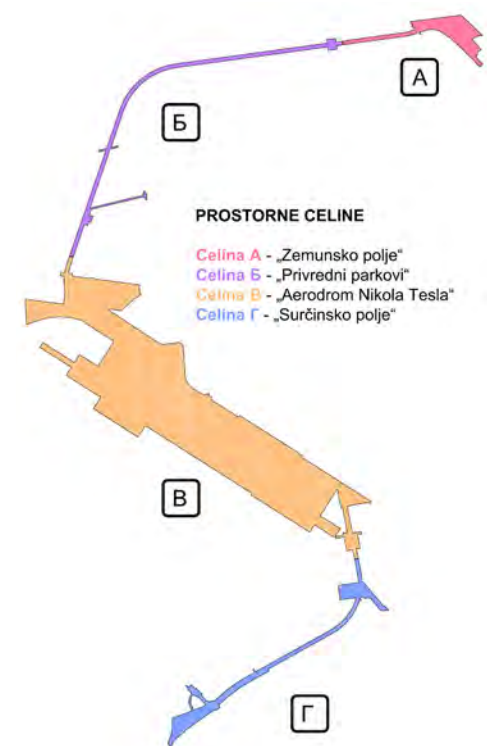 А
Б
PROSTORNE CELINE
Celina А - „Zemunsko polje“
Celina Б - „Privredni parkovi“
Celina В - „Aerodrom Nikola Tesla“
Celina Г - „Surčinsko polje“
В
Г